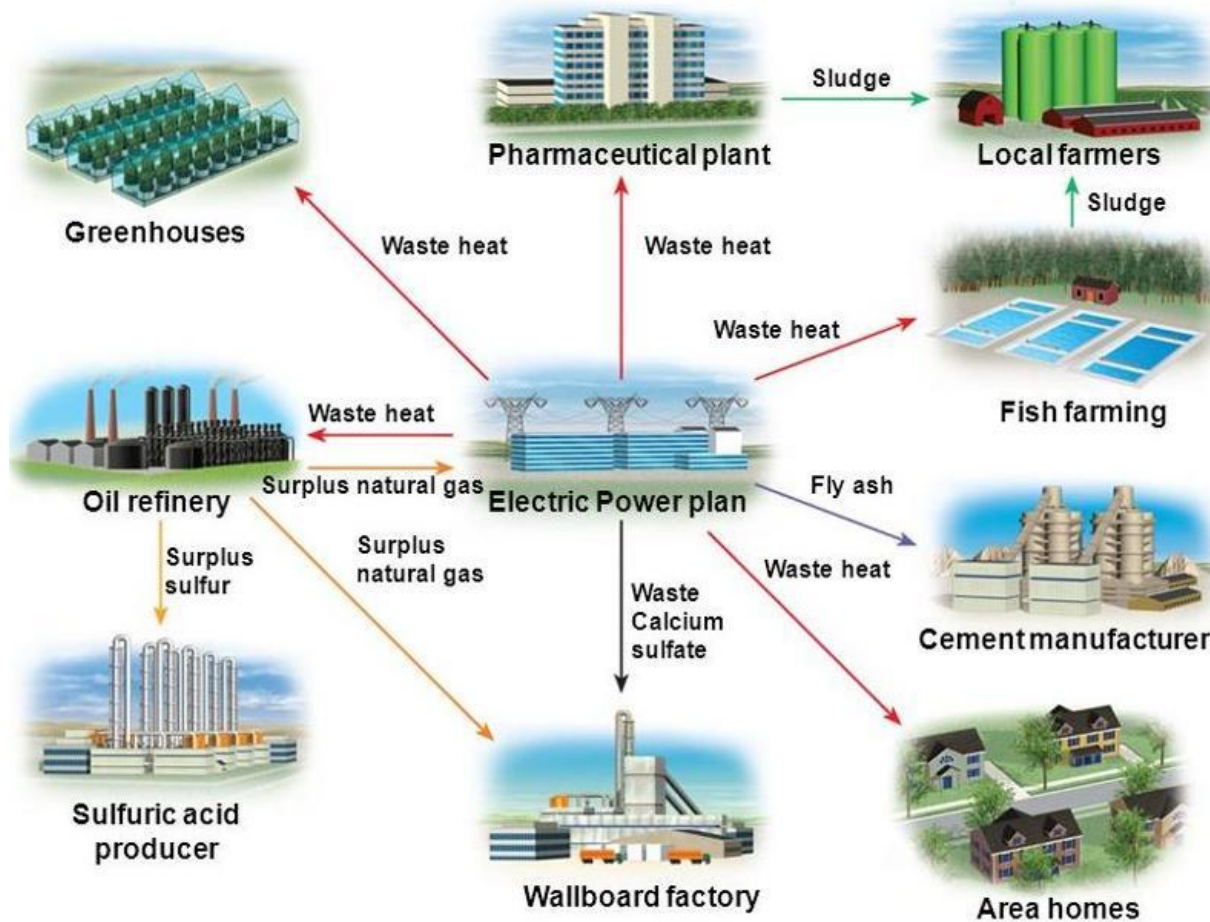 Sludge
Pharmaceutical plant
Local farmers
Sludge
Greenhouses
Waste heat
Waste heat
Waste heat
Fish farming
Waste heat
Oil refinery
Surplus natural gas
Electric Power plan
Fly ash
Surplus
natural gas
Surplus
sulfur
Waste heat
Waste
Calcium
sulfate
Cement manufacturer
Sulfuric acid
producer
Wallboard factory
Area homes